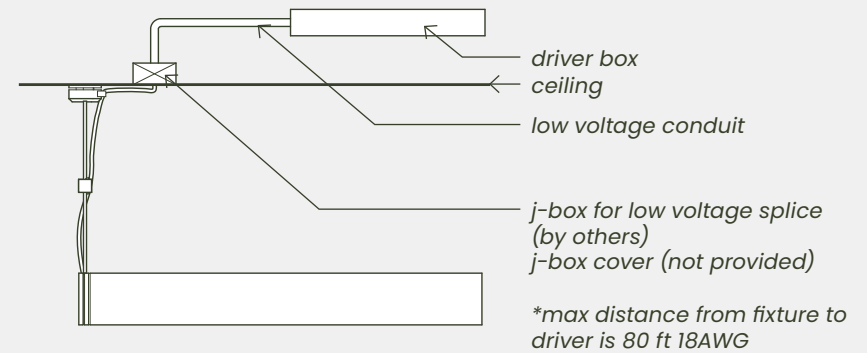 driver box
ceiling
low voltage conduit
j-box for low voltage splice
(by others)
j-box cover (not provided)
*max distance from fixture to
driver is 80 ft 18AWG